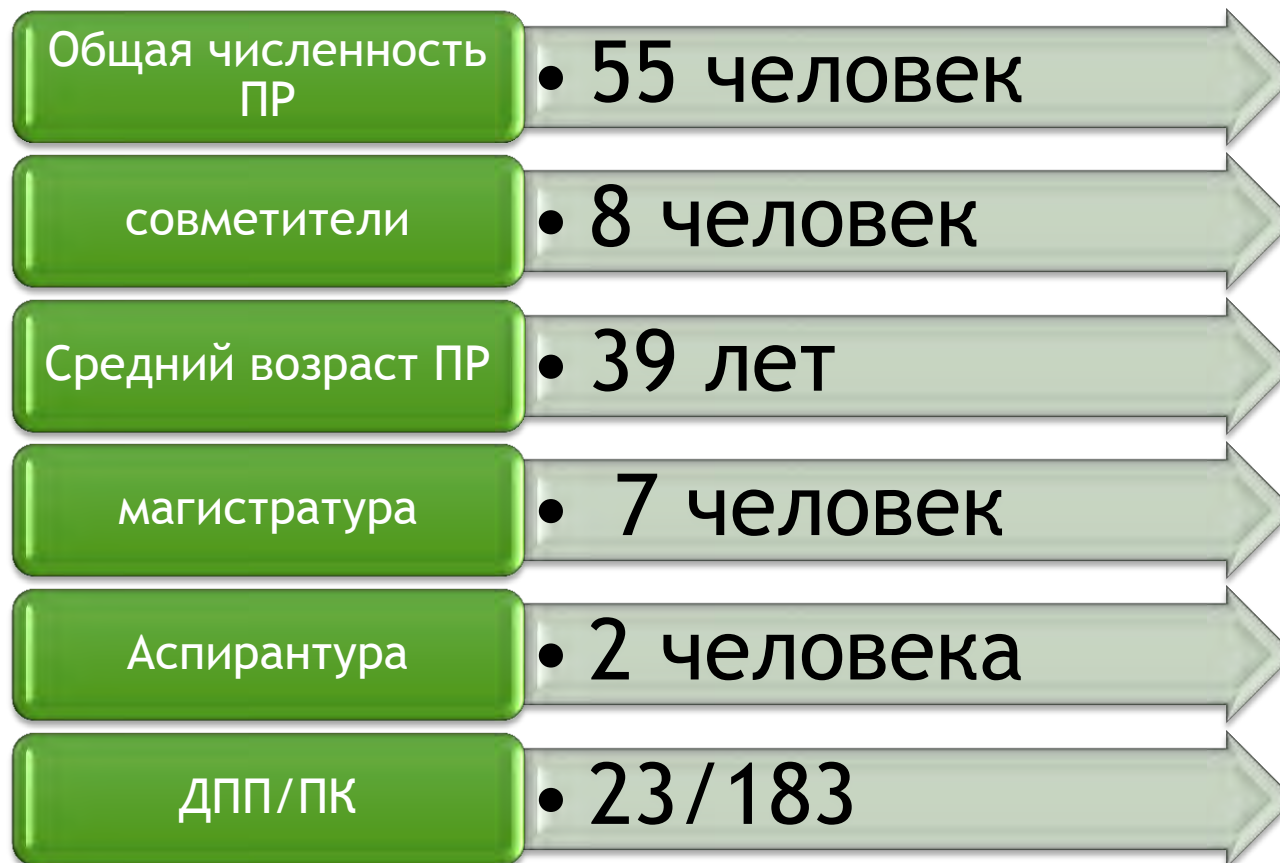 Общая численность
ПР
• 55 человек
совметители
• 8 человек
Средний возраст ПР
• 39 лет
магистратура
• 7 человек
Аспирантура
• 2 человека
ДПП/ПК
• 23/183